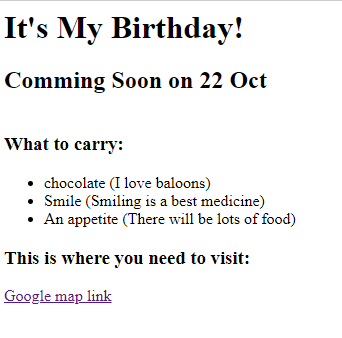 It's My Birthday!
Comming Soon on 22 Oct
What to carry:
chocolate (I love baloons)
Smile (Smiling is a best medicine)
An appetite (There will be lots of food)
This is where you need to visit:
Google map link